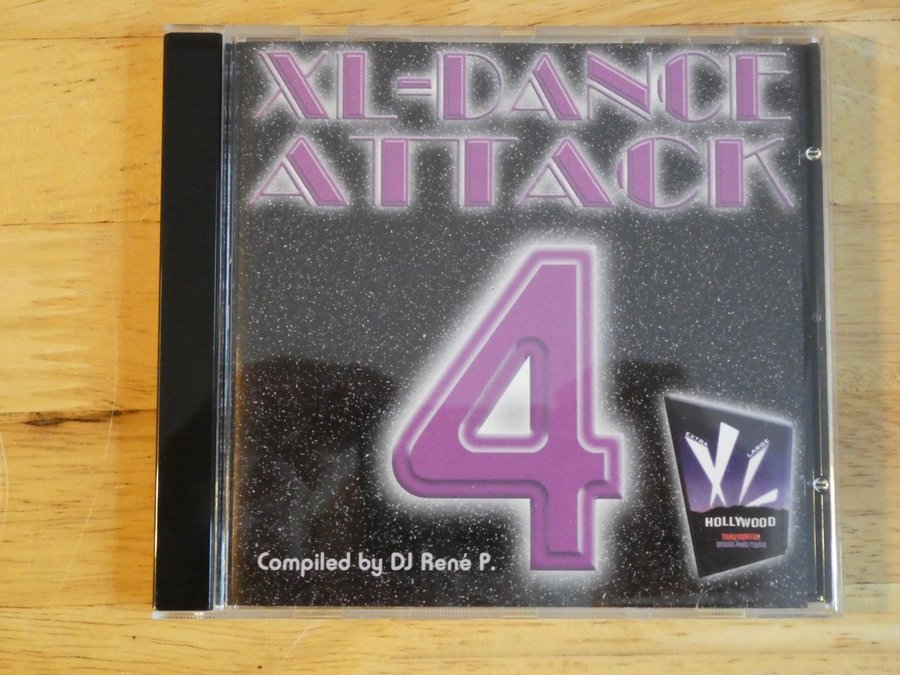 XL-DANCE
ATTACK
4
EXTRA LARGE
XL
HOLLYWOOD
Compiled by DJ René P.